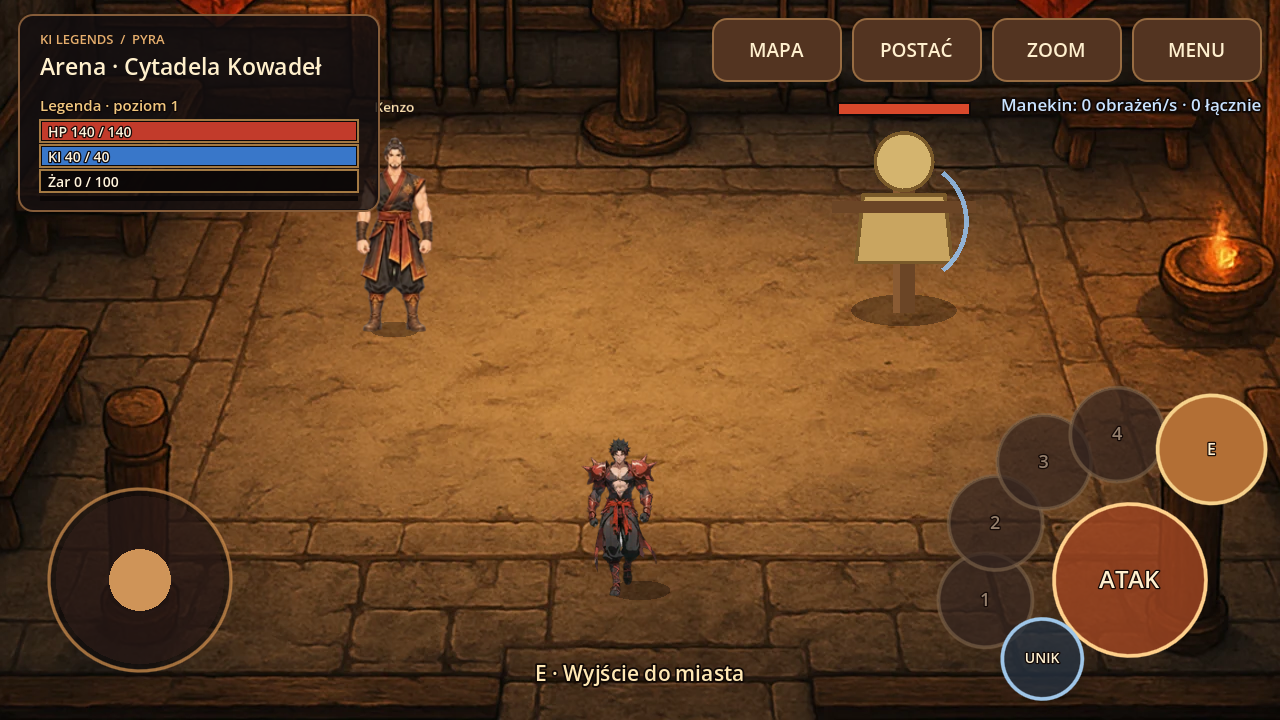 KI LEGENDS / PYRA
Arena · Cytadela Kowadeł
Legenda · poziom 1
HP 140 / 140
KI 40 / 40
Żar 0 / 100
Kenzo
MAPA
POSTAĆ
ZOOM
MENU
Manekin: 0 obrażeń/s · 0 łącznie
4
E
3
2
ATAK
1
UNIK
E · Wyjście do miasta